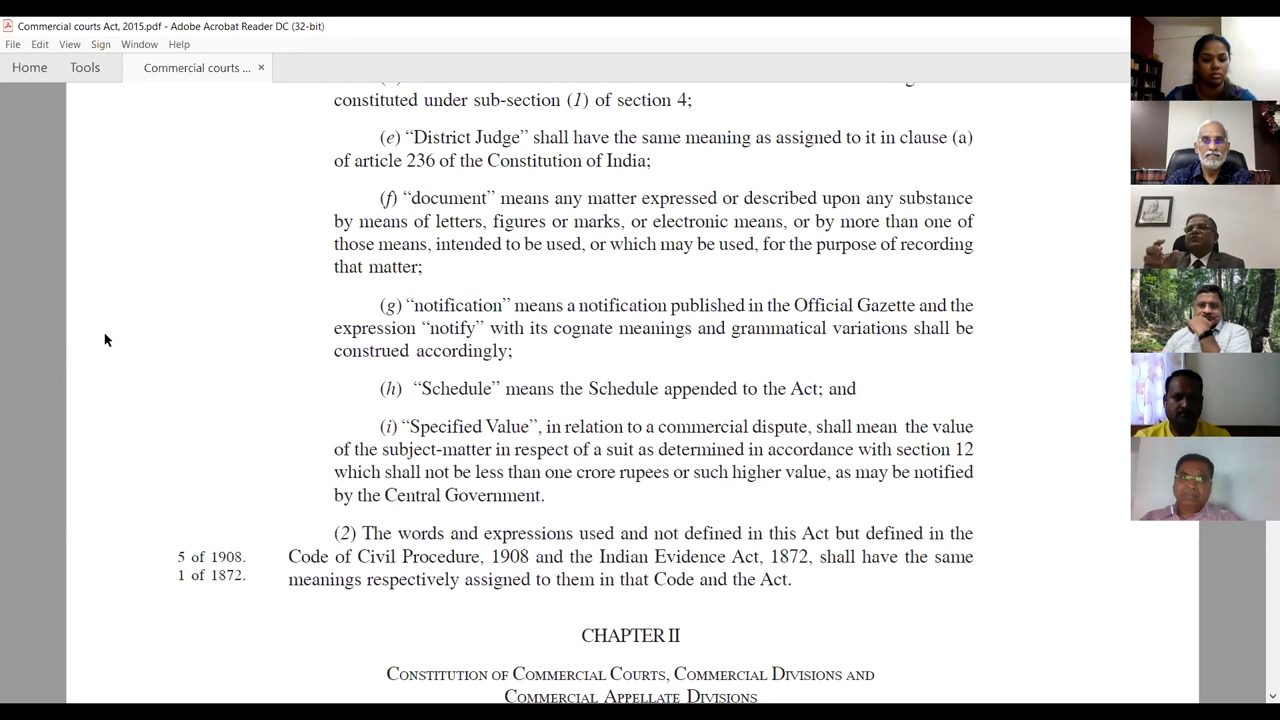 Commercial courts Act, 2015.pdf - Adobe Acrobat Reader DC (32-bit)
File Edit View Sign Window Help
Home Tools Commercial courts ... ×
constituted under sub-section (1) of section 4;
(e) “District Judge” shall have the same meaning as assigned to it in clause (a)
of article 236 of the Constitution of India;
(f) “document” means any matter expressed or described upon any substance
by means of letters, figures or marks, or electronic means, or by more than one of
those means, intended to be used, or which may be used, for the purpose of recording
that matter;
(g) “notification” means a notification published in the Official Gazette and the
expression “notify” with its cognate meanings and grammatical variations shall be
construed accordingly;
(h) “Schedule” means the Schedule appended to the Act; and
(i) “Specified Value”, in relation to a commercial dispute, shall mean the value
of the subject-matter in respect of a suit as determined in accordance with section 12
which shall not be less than one crore rupees or such higher value, as may be notified
by the Central Government.
(2) The words and expressions used and not defined in this Act but defined in the
5 of 1908. Code of Civil Procedure, 1908 and the Indian Evidence Act, 1872, shall have the same
1 of 1872. meanings respectively assigned to them in that Code and the Act.
CHAPTER II
CONSTITUTION OF COMMERCIAL COURTS, COMMERCIAL DIVISIONS AND
COMMERCIAL APPELLATE DIVISIONS